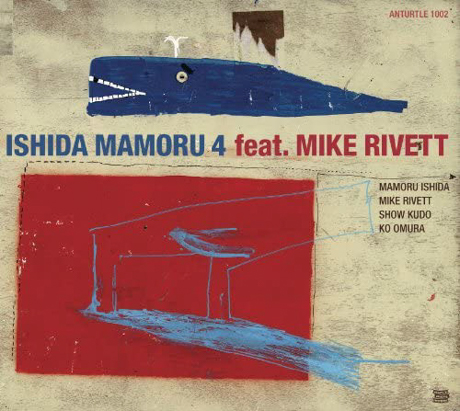 ANTURTLE 1002
ISHIDA MAMORU 4 feat. MIKE RIVETT
MAMORU ISHIDA
MIKE RIVETT
SHOW KUDO
KO OMURA